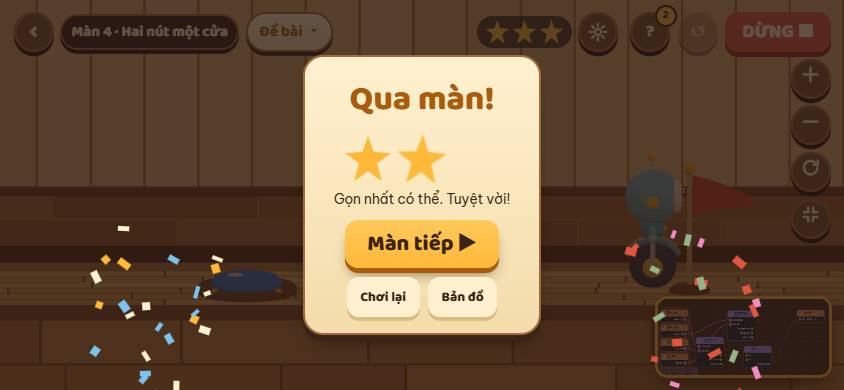 Màn 4 · Hai nút một cửa
Đề bài
2
?
DỪNG
Qua màn!
Gọn nhất có thể. Tuyệt vời!
Màn tiếp
Chơi lại
Bản đồ